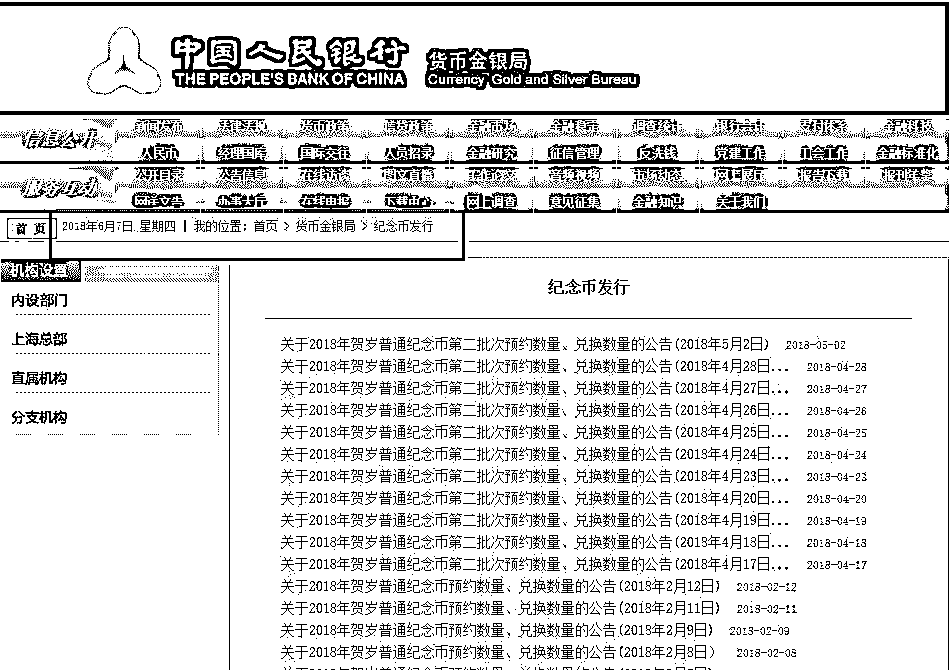 中国人民银行 货币金银局
THE PEOPLE'S BANK OF CHINA Currency Gold and Silver Bureau
信息公开
新闻发布 法律法规 货币政策 信贷政策 金融市场 金融稳定 调查统计 银行会计 支付体系 金融科技
人民币 经理国库 国际交往 人员招录 金融研究 征信管理 反洗钱 党建工作 工会工作 金融标准化
服务互动
公开目录 公告信息 在线访谈 图文直播 工作论文 音频视频 市场动态 网上展厅 报告下载 报刊年鉴
网送文告 办事大厅 在线申报 下载中心 网上调查 意见征集 金融知识 关于我们
首 页 2018年6月7日 星期四 | 我的位置：首页 > 货币金银局 > 纪念币发行
机构设置
内设部门
上海总部
直属机构
分支机构
纪念币发行
关于2018年贺岁普通纪念币第二批次预约数量、兑换数量的公告(2018年5月2日) 2018-05-02
关于2018年贺岁普通纪念币第二批次预约数量、兑换数量的公告(2018年4月28日... 2018-04-28
关于2018年贺岁普通纪念币第二批次预约数量、兑换数量的公告(2018年4月27日... 2018-04-27
关于2018年贺岁普通纪念币第二批次预约数量、兑换数量的公告(2018年4月26日... 2018-04-26
关于2018年贺岁普通纪念币第二批次预约数量、兑换数量的公告(2018年4月25日... 2018-04-25
关于2018年贺岁普通纪念币第二批次预约数量、兑换数量的公告(2018年4月24日... 2018-04-24
关于2018年贺岁普通纪念币第二批次预约数量、兑换数量的公告(2018年4月23日... 2018-04-23
关于2018年贺岁普通纪念币第二批次预约数量、兑换数量的公告(2018年4月20日... 2018-04-20
关于2018年贺岁普通纪念币第二批次预约数量、兑换数量的公告(2018年4月19日... 2018-04-19
关于2018年贺岁普通纪念币第二批次预约数量、兑换数量的公告(2018年4月18日... 2018-04-18
关于2018年贺岁普通纪念币第二批次预约数量、兑换数量的公告(2018年4月17日... 2018-04-17
关于2018年贺岁普通纪念币预约数量、兑换数量的公告(2018年2月12日) 2018-02-12
关于2018年贺岁普通纪念币预约数量、兑换数量的公告(2018年2月11日) 2018-02-11
关于2018年贺岁普通纪念币预约数量、兑换数量的公告(2018年2月9日) 2018-02-09
关于2018年贺岁普通纪念币预约数量、兑换数量的公告(2018年2月8日) 2018-02-08